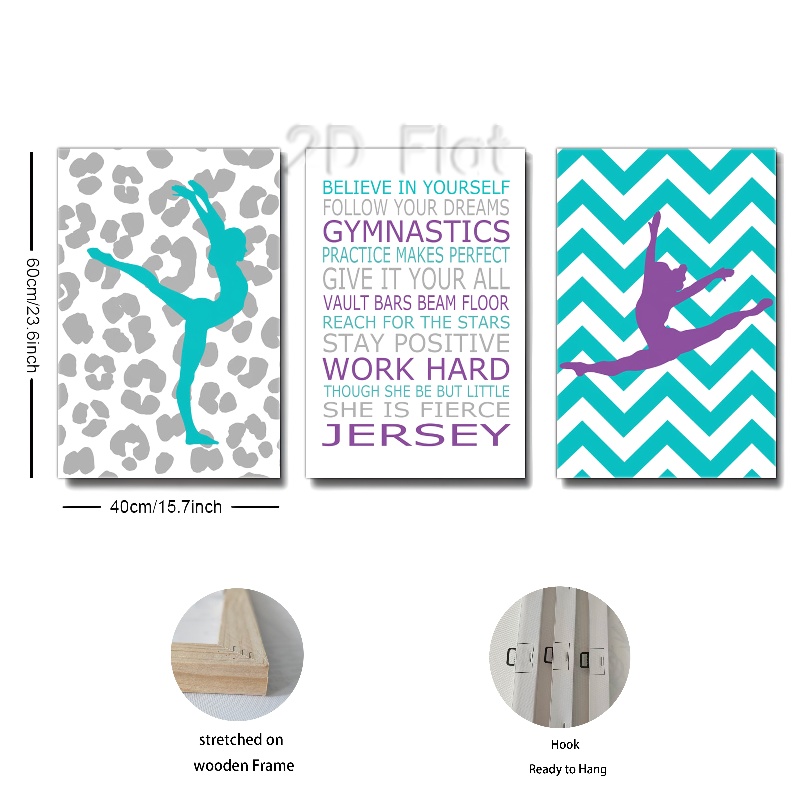 2D Flat
BELIEVE IN YOURSELF
FOLLOW YOUR DREAMS
GYMNASTICS
PRACTICE MAKES PERFECT
GIVE IT YOUR ALL
VAULT BARS BEAM FLOOR
REACH FOR THE STARS
STAY POSITIVE
WORK HARD
THOUGH SHE BE BUT LITTLE
SHE IS FIERCE
JERSEY
60cm/23.6inch
40cm/15.7inch
stretched on
wooden Frame
Hook
Ready to Hang